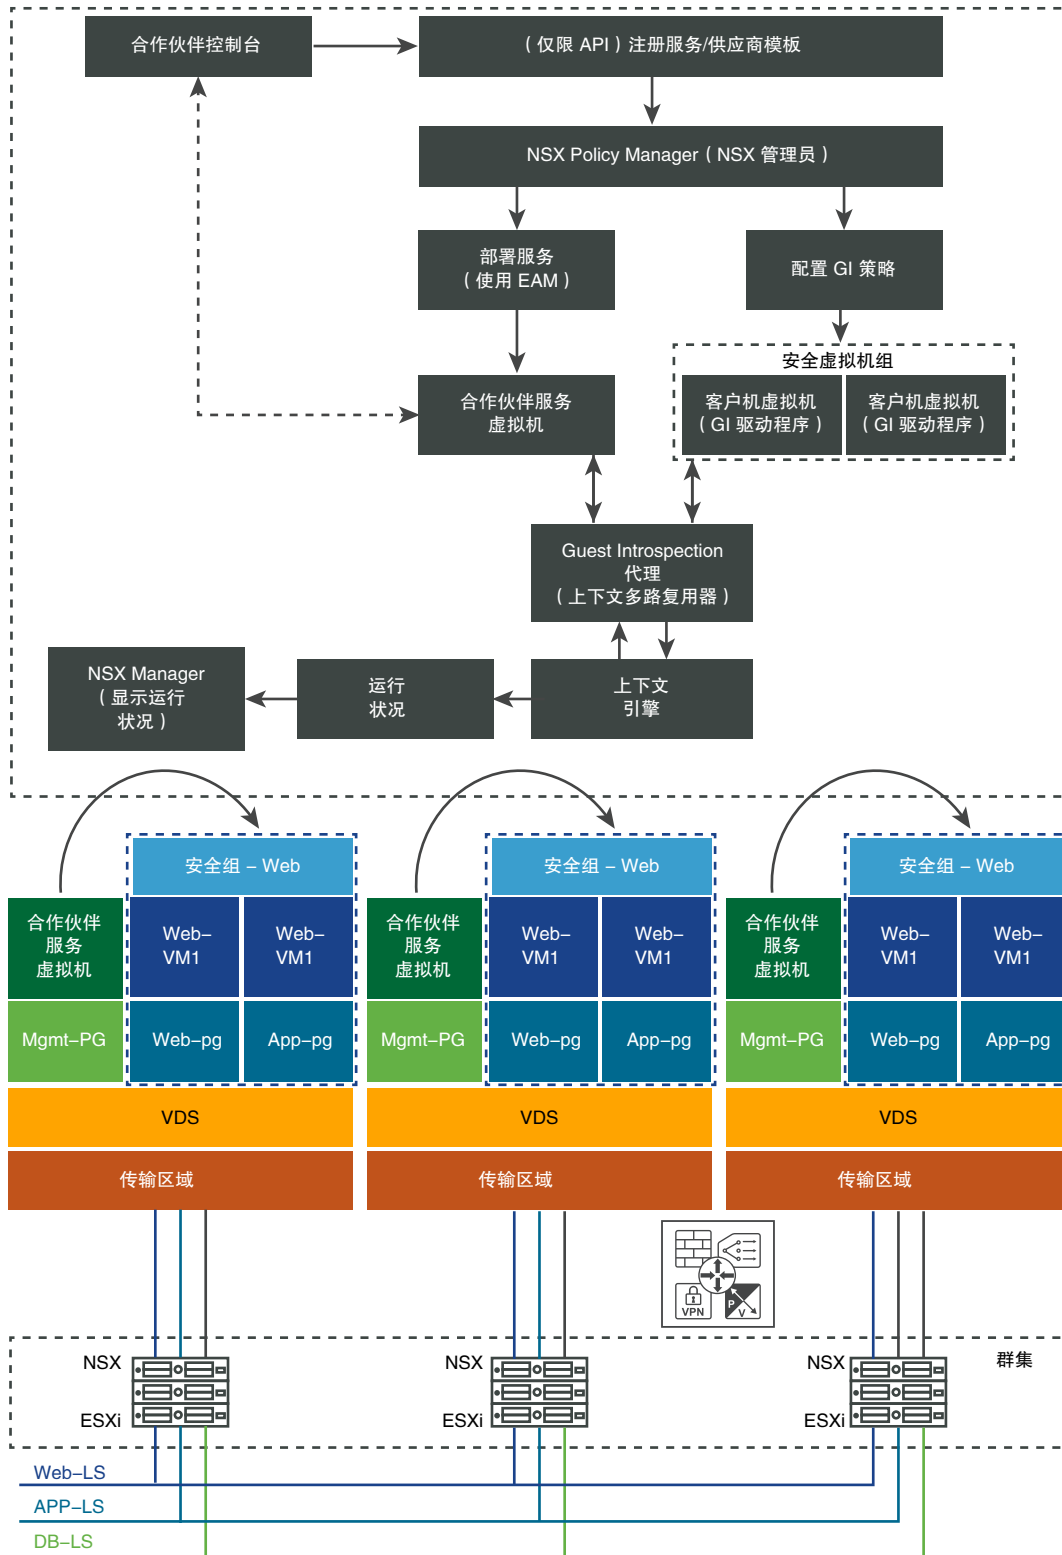 合作伙伴控制台
（仅限 API）注册服务/供应商模板
NSX Policy Manager（NSX 管理员）
部署服务
（使用 EAM）
配置 GI 策略
安全虚拟机组
合作伙伴服务
虚拟机
客户机虚拟机
（GI 驱动程序）
客户机虚拟机
（GI 驱动程序）
Guest Introspection
代理
（上下文多路复用器）
NSX Manager
（显示运行
状况）
运行
状况
上下文
引擎
安全组 – Web
安全组 – Web
安全组 – Web
合作伙伴
服务
虚拟机
Web–
VM1
Web–
VM1
合作伙伴
服务
虚拟机
Web–
VM1
Web–
VM1
合作伙伴
服务
虚拟机
Web–
VM1
Web–
VM1
Mgmt–PG
Web–pg
App–pg
Mgmt–PG
Web–pg
App–pg
Mgmt–PG
Web–pg
App–pg
VDS
VDS
VDS
传输区域
传输区域
传输区域
VPN
P
V
NSX
NSX
NSX
群集
ESXi
ESXi
ESXi
Web–LS
APP–LS
DB–LS